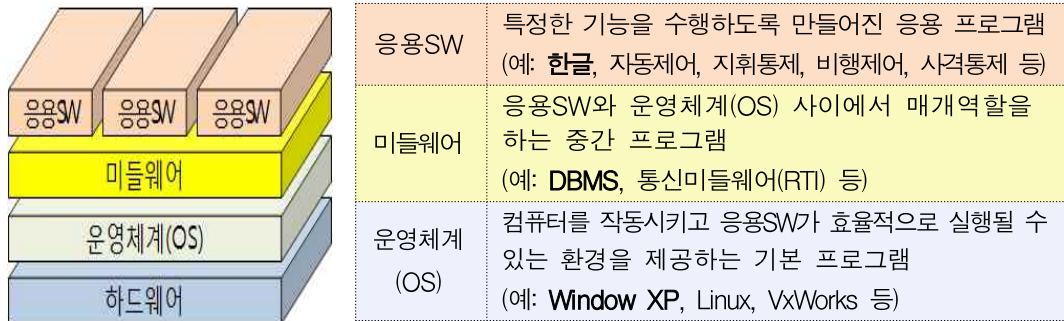 응용SW
응용SW
응용SW
미들웨어
운영체계(OS)
하드웨어
응용SW
특정한 기능을 수행하도록 만들어진 응용 프로그램
(예: 한글, 자동제어, 지휘통제, 비행제어, 사격통제 등)
미들웨어
응용SW와 운영체계(OS) 사이에서 매개역할을
하는 중간 프로그램
(예: DBMS, 통신미들웨어(RTI) 등)
운영체계
(OS)
컴퓨터를 작동시키고 응용SW가 효율적으로 실행될 수
있는 환경을 제공하는 기본 프로그램
(예: Window XP, Linux, VxWorks 등)